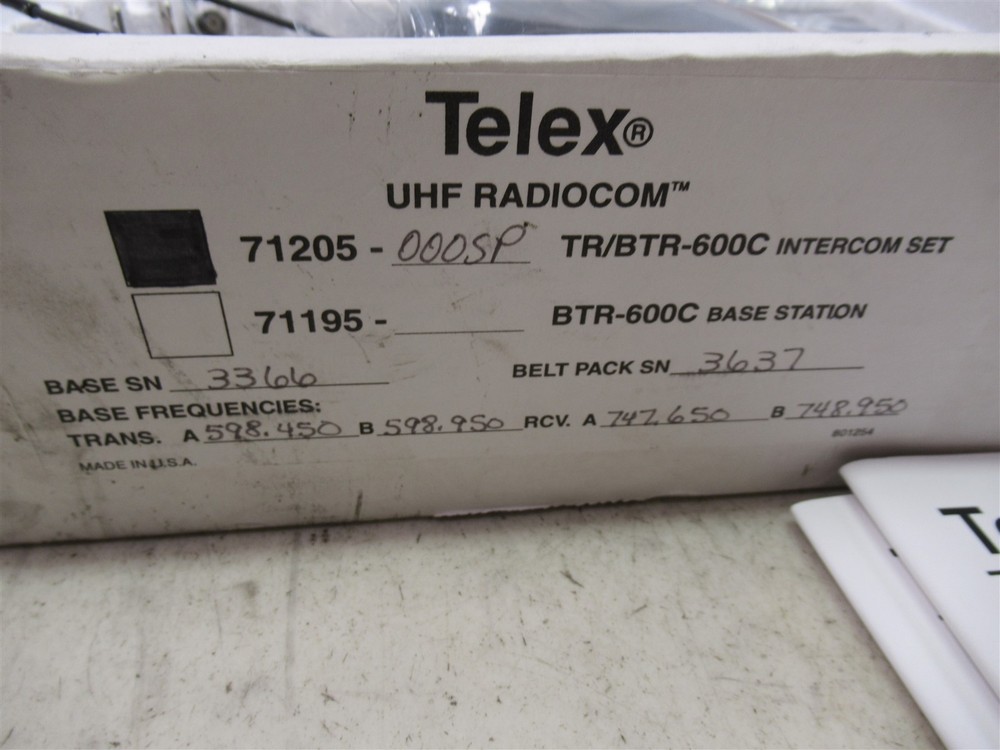 Telex®
UHF RADIOCOM™
71205 - 000SP TR/BTR-600C INTERCOM SET
71195 - BTR-600C BASE STATION
BASE SN 3366 BELT PACK SN 3637
BASE FREQUENCIES:
TRANS. A 598.450 B 598.950 RCV. A 747.650 B 748.950
801254
MADE IN U.S.A.